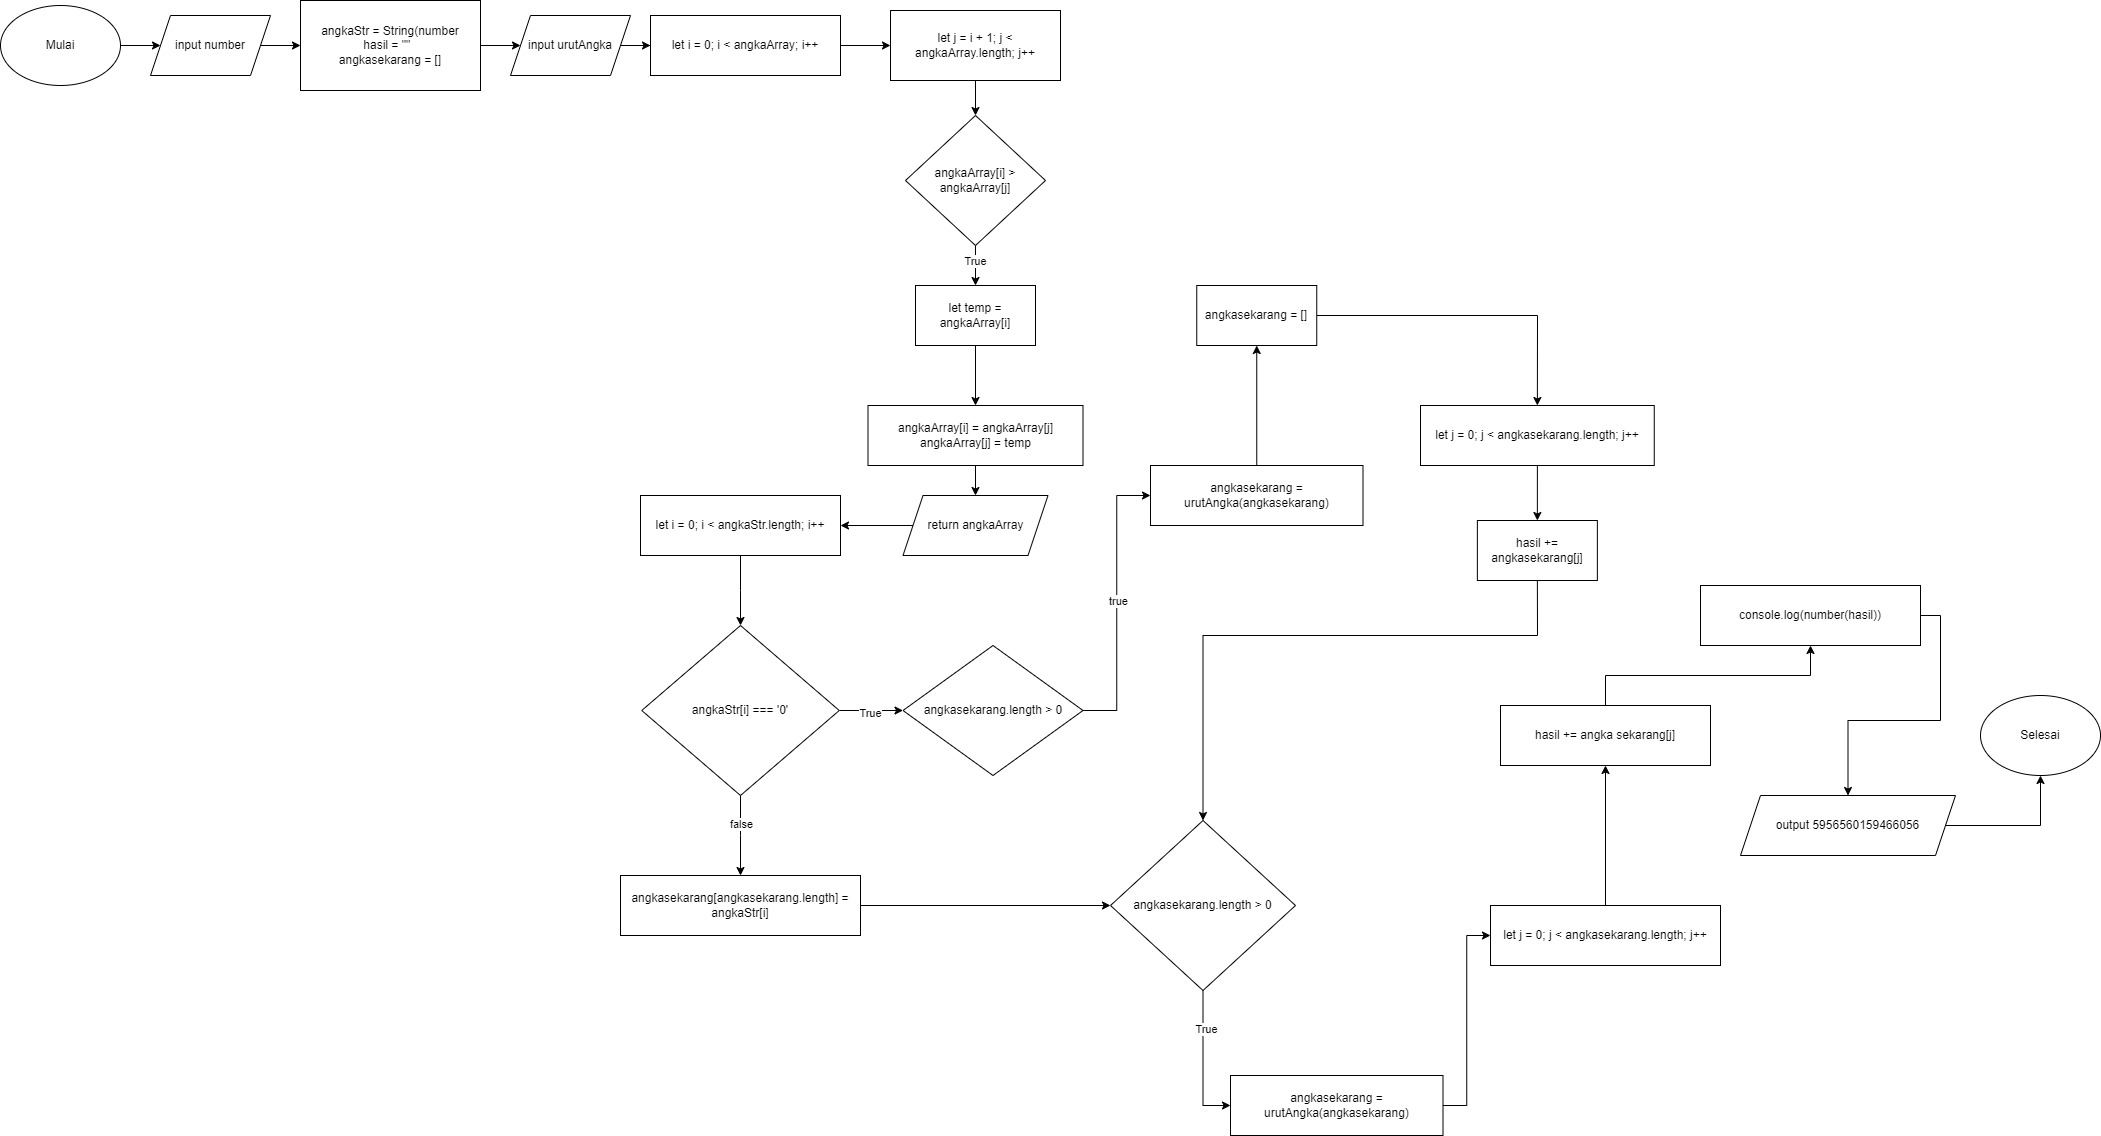 Mulai
input number
angkaStr = String(number
hasil = ""
angkasekarang = []
input urutAngka
let i = 0; i < angkaArray; i++
let j = i + 1; j <
angkaArray.length; j++
angkaArray[i] >
angkaArray[j]
True
let temp =
angkaArray[i]
angkaArray[i] = angkaArray[j]
angkaArray[j] = temp
return angkaArray
let i = 0; i < angkaStr.length; i++
angkaStr[i] === '0'
True
angkasekarang.length > 0
true
angkasekarang =
urutAngka(angkasekarang)
angkasekarang = []
let j = 0; j < angkasekarang.length; j++
hasil +=
angkasekarang[j]
false
angkasekarang[angkasekarang.length] =
angkaStr[i]
angkasekarang.length > 0
True
angkasekarang =
urutAngka(angkasekarang)
let j = 0; j < angkasekarang.length; j++
hasil += angka sekarang[j]
console.log(number(hasil))
output 5956560159466056
Selesai